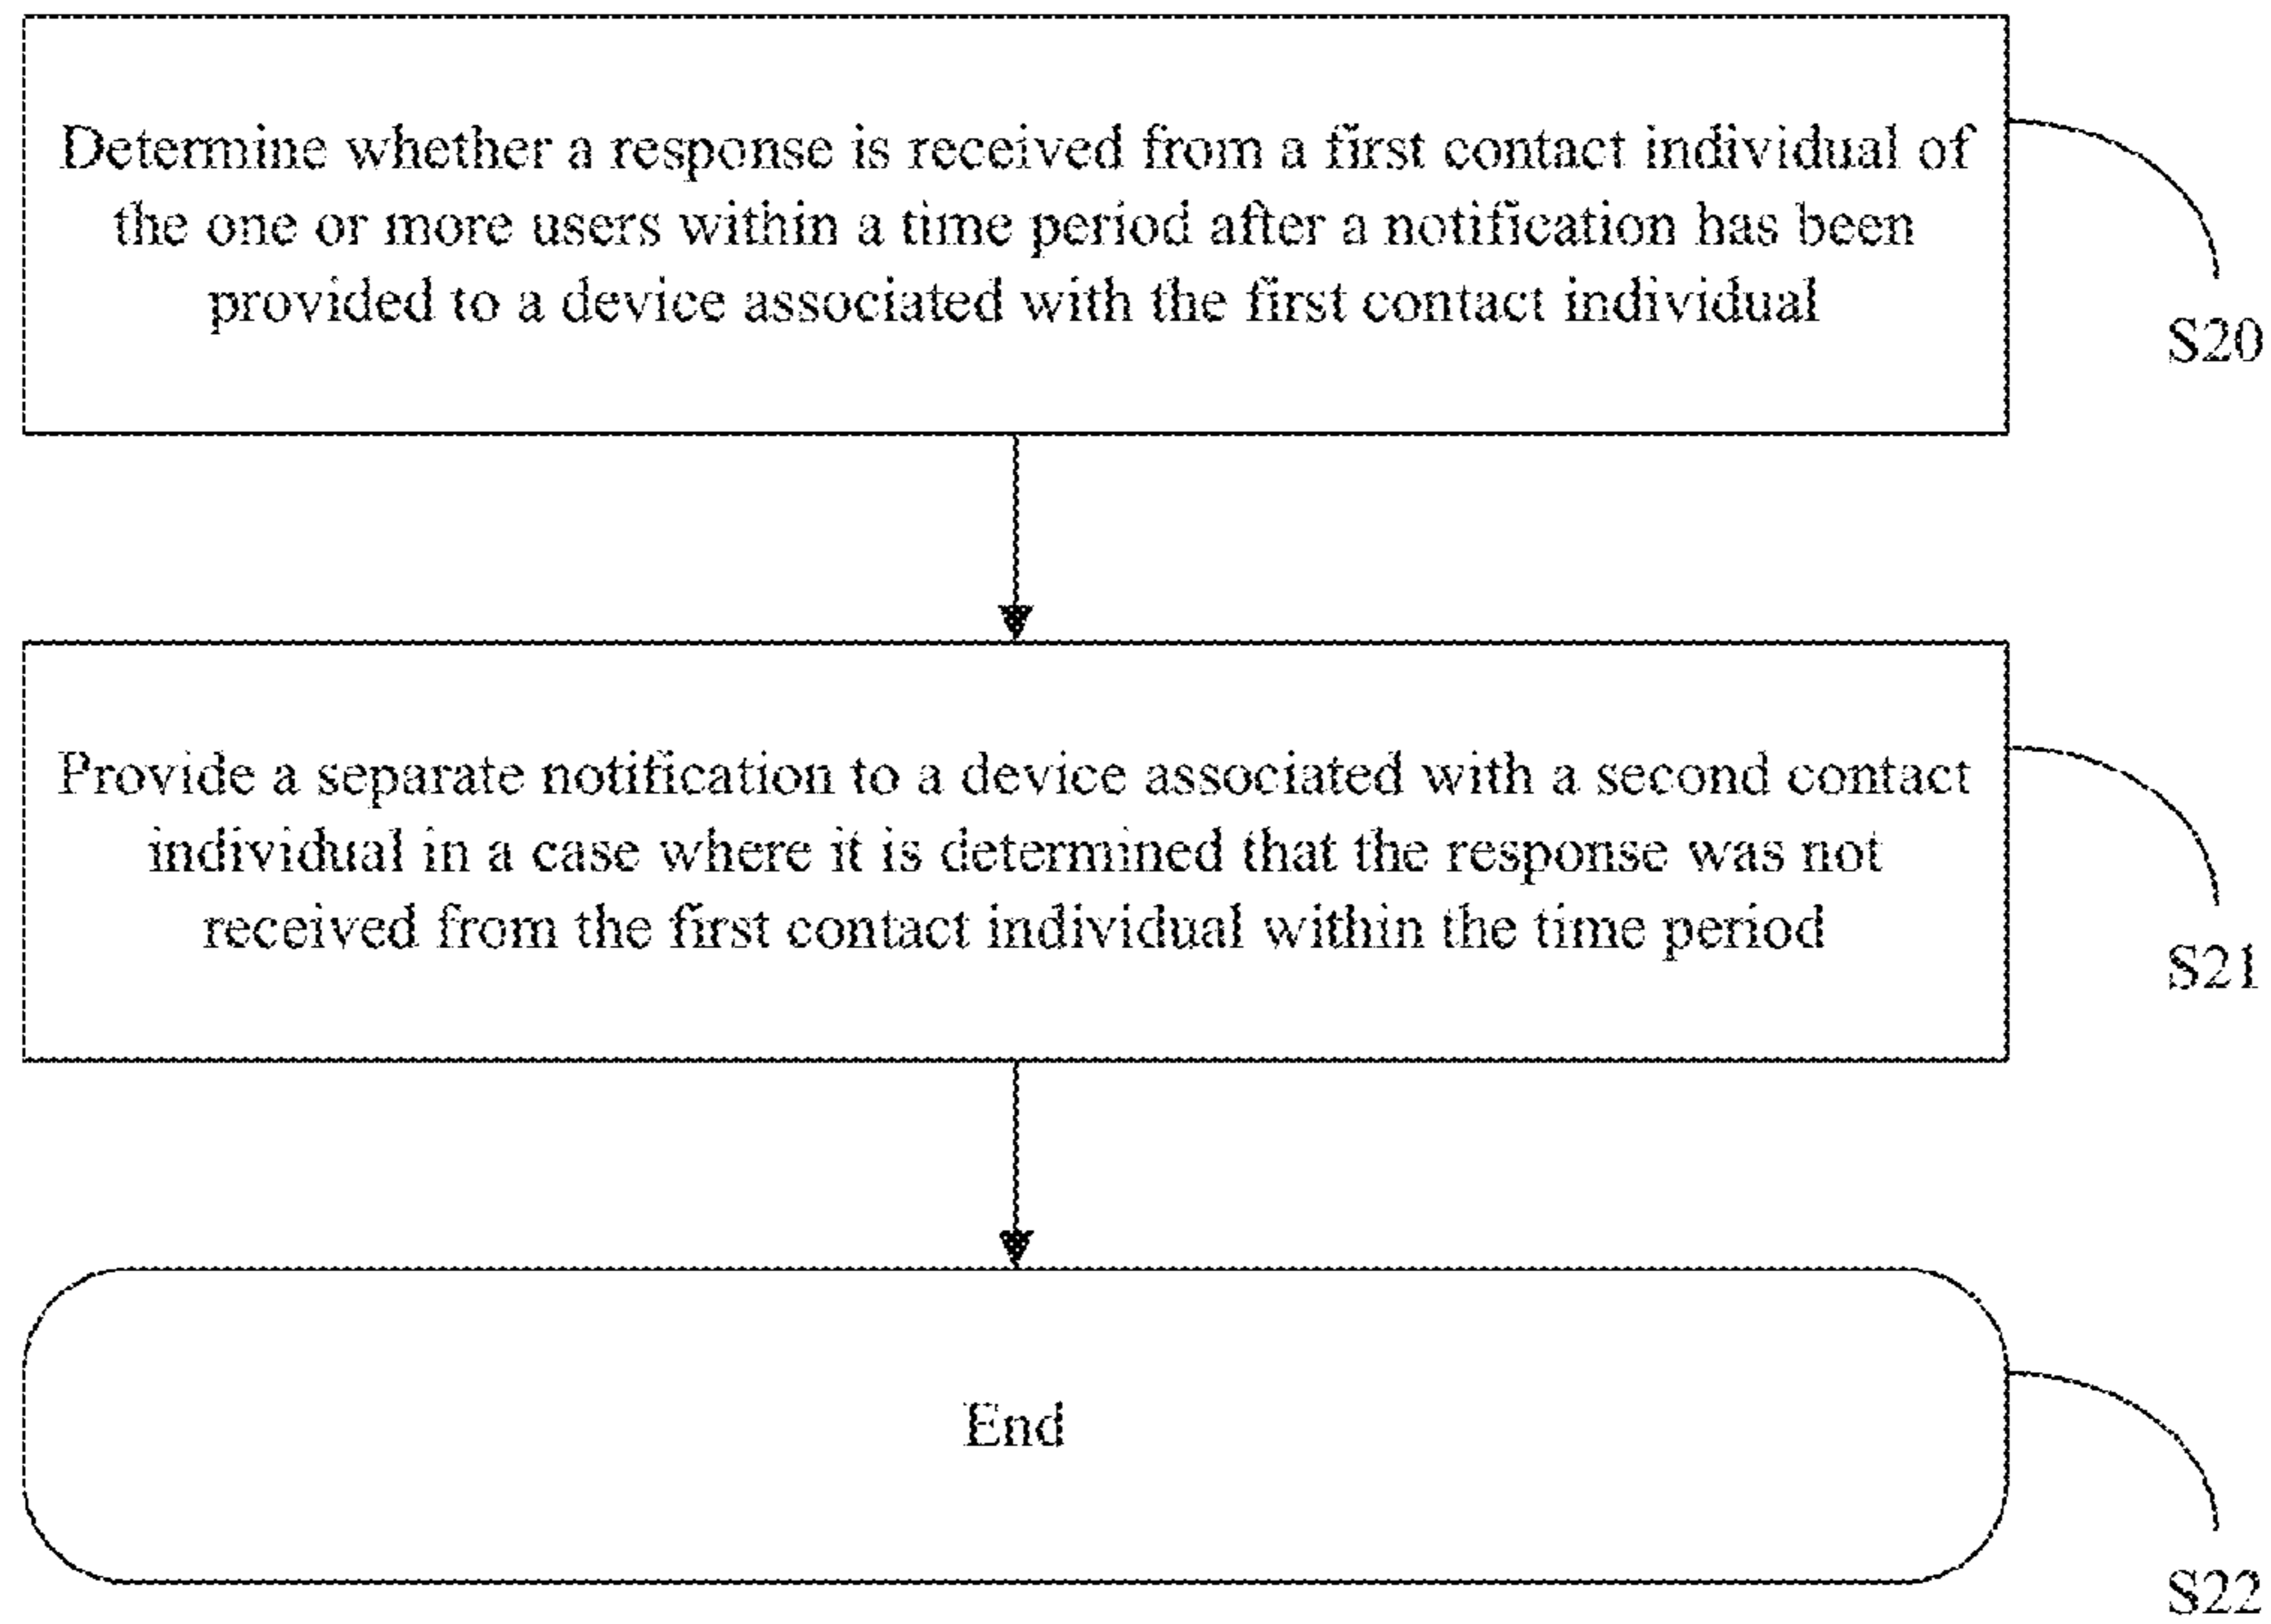 Determine whether a response is received from a first contact individual of
the one or more users within a time period after a notification has been
provided to a device associated with the first contact individual
S20
Provide a separate notification to a device associated with a second contact
individual in a case where it is determined that the response was not
received from the first contact individual within the time period
S21
End
S22